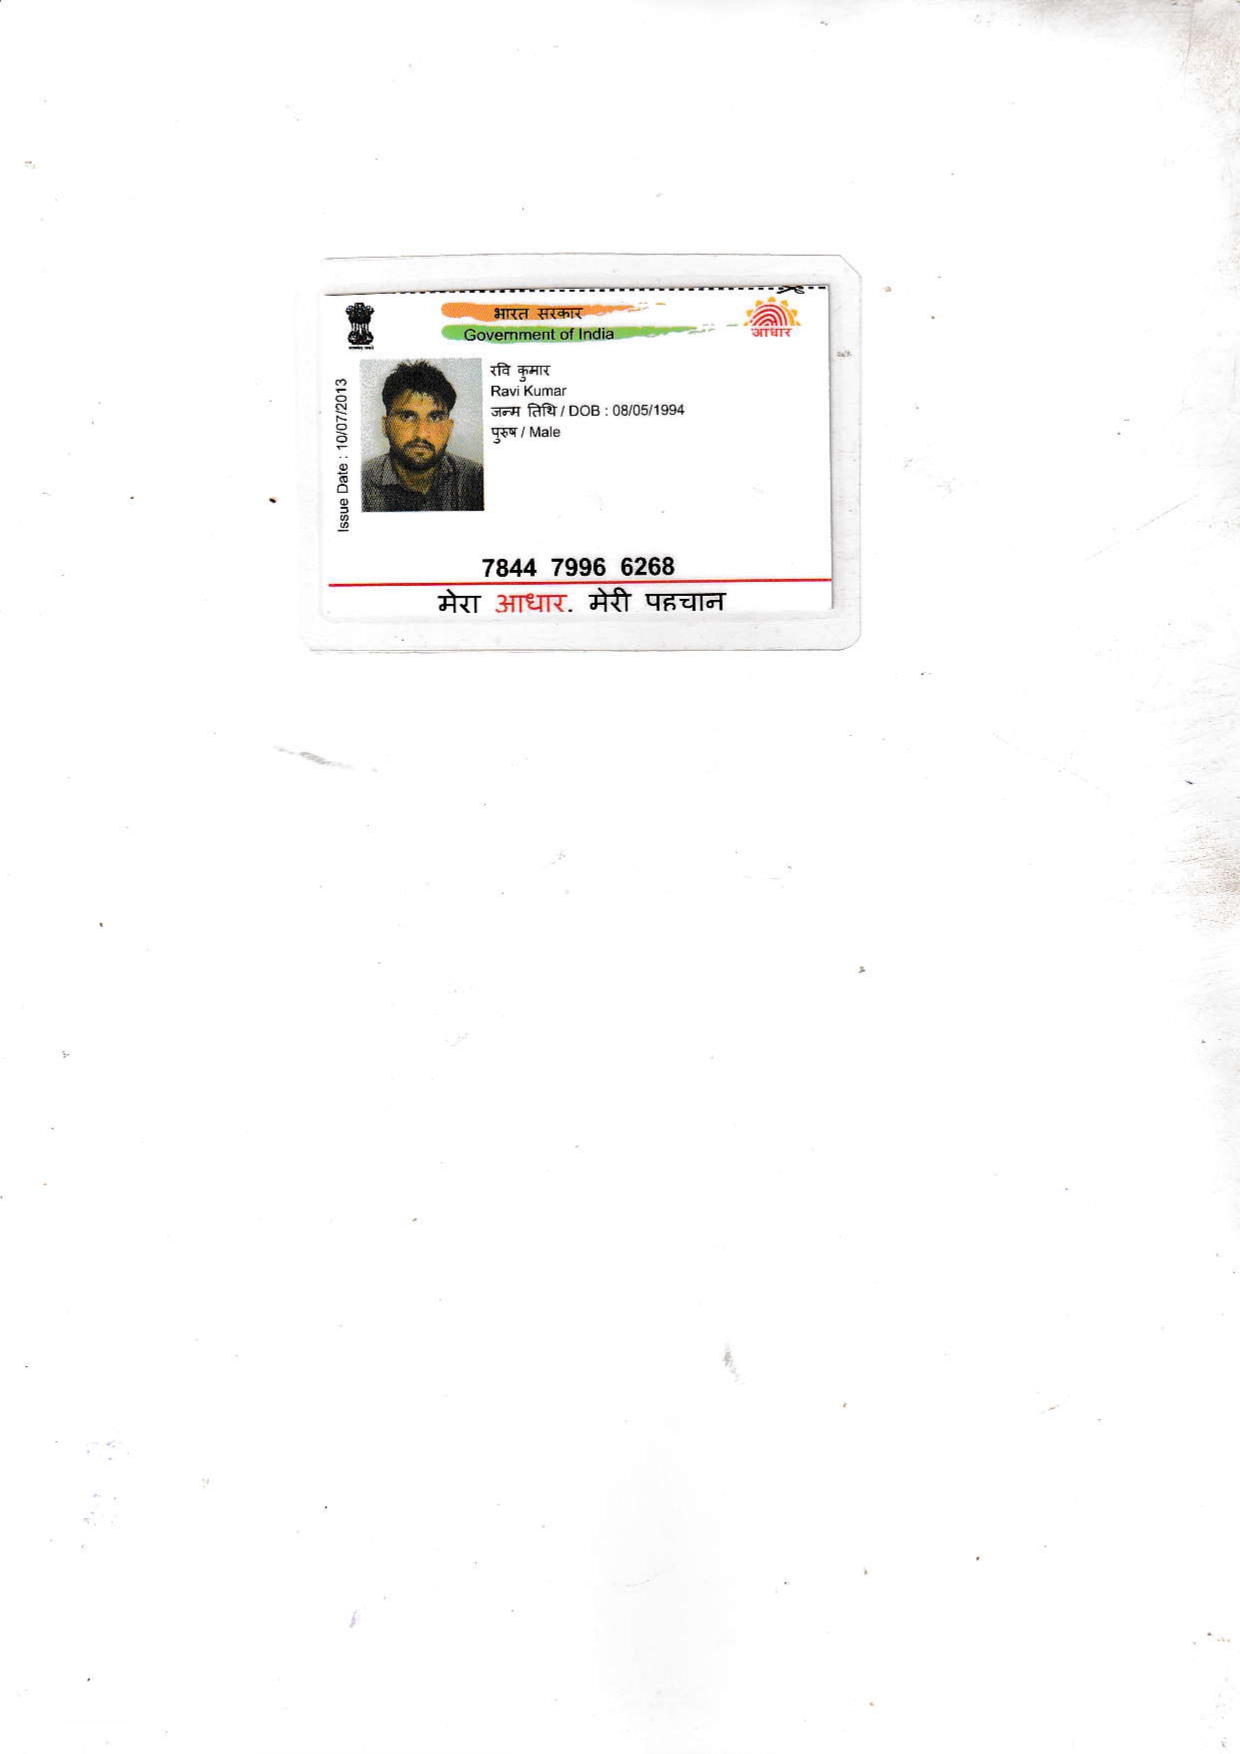 भारत सरकार
Government of India
आधार
Issue Date : 10/07/2013
रवि कुमार
Ravi Kumar
जन्म तिथि / DOB : 08/05/1994
पुरुष / Male
7844 7996 6268
मेरा आधार. मेरी पहचान